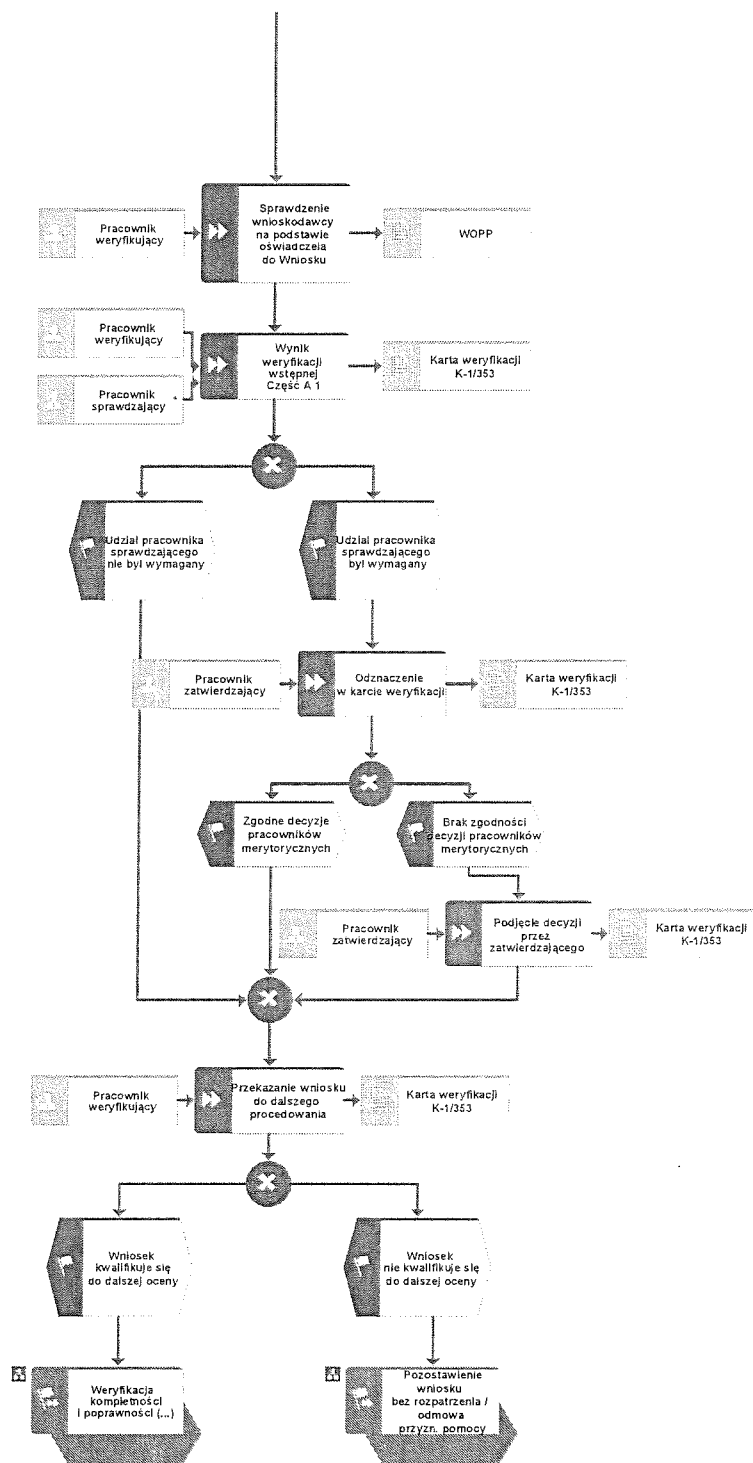 Pracownik
weryfikujący
Sprawdzenie
wnioskodawcy
na podstawie
oświadczeią
do Wniosku
WOPP
Pracownik
weryfikujący
Pracownik
sprawdzający
Wynik
weryfikacji
wstępnej
Część A 1
Karta weryfikacji
K-1/353
Udział pracownika
sprawdzającego
nie był wymagany
Udział pracownika
sprawdzającego
był wymagany
Pracownik
zatwierdzający
Odznaczenie
w karcie weryfikacji
Karta weryfikacji
K-1/353
Zgodne decyzje
pracowników
merytorycznych
Brak zgodności
decyzji pracowników
merytorycznych
Pracownik
zatwierdzający
Podjęcie decyzji
przez
zatwierdzającego
Karta weryfikacji
K-1/353
Pracownik
weryfikujący
Przekazanie wniosku
do dalszego
procedowania
Karta weryfikacji
K-1/353
Wniosek
kwalifikuje się
do dalszej oceny
Wniosek
nie kwalifikuje się
do dalszej oceny
Weryfikacja
kompletności
i poprawności (...)
Pozostawienie
wniosku
bez rozpatrzenia /
odmowa
przyzn. pomocy